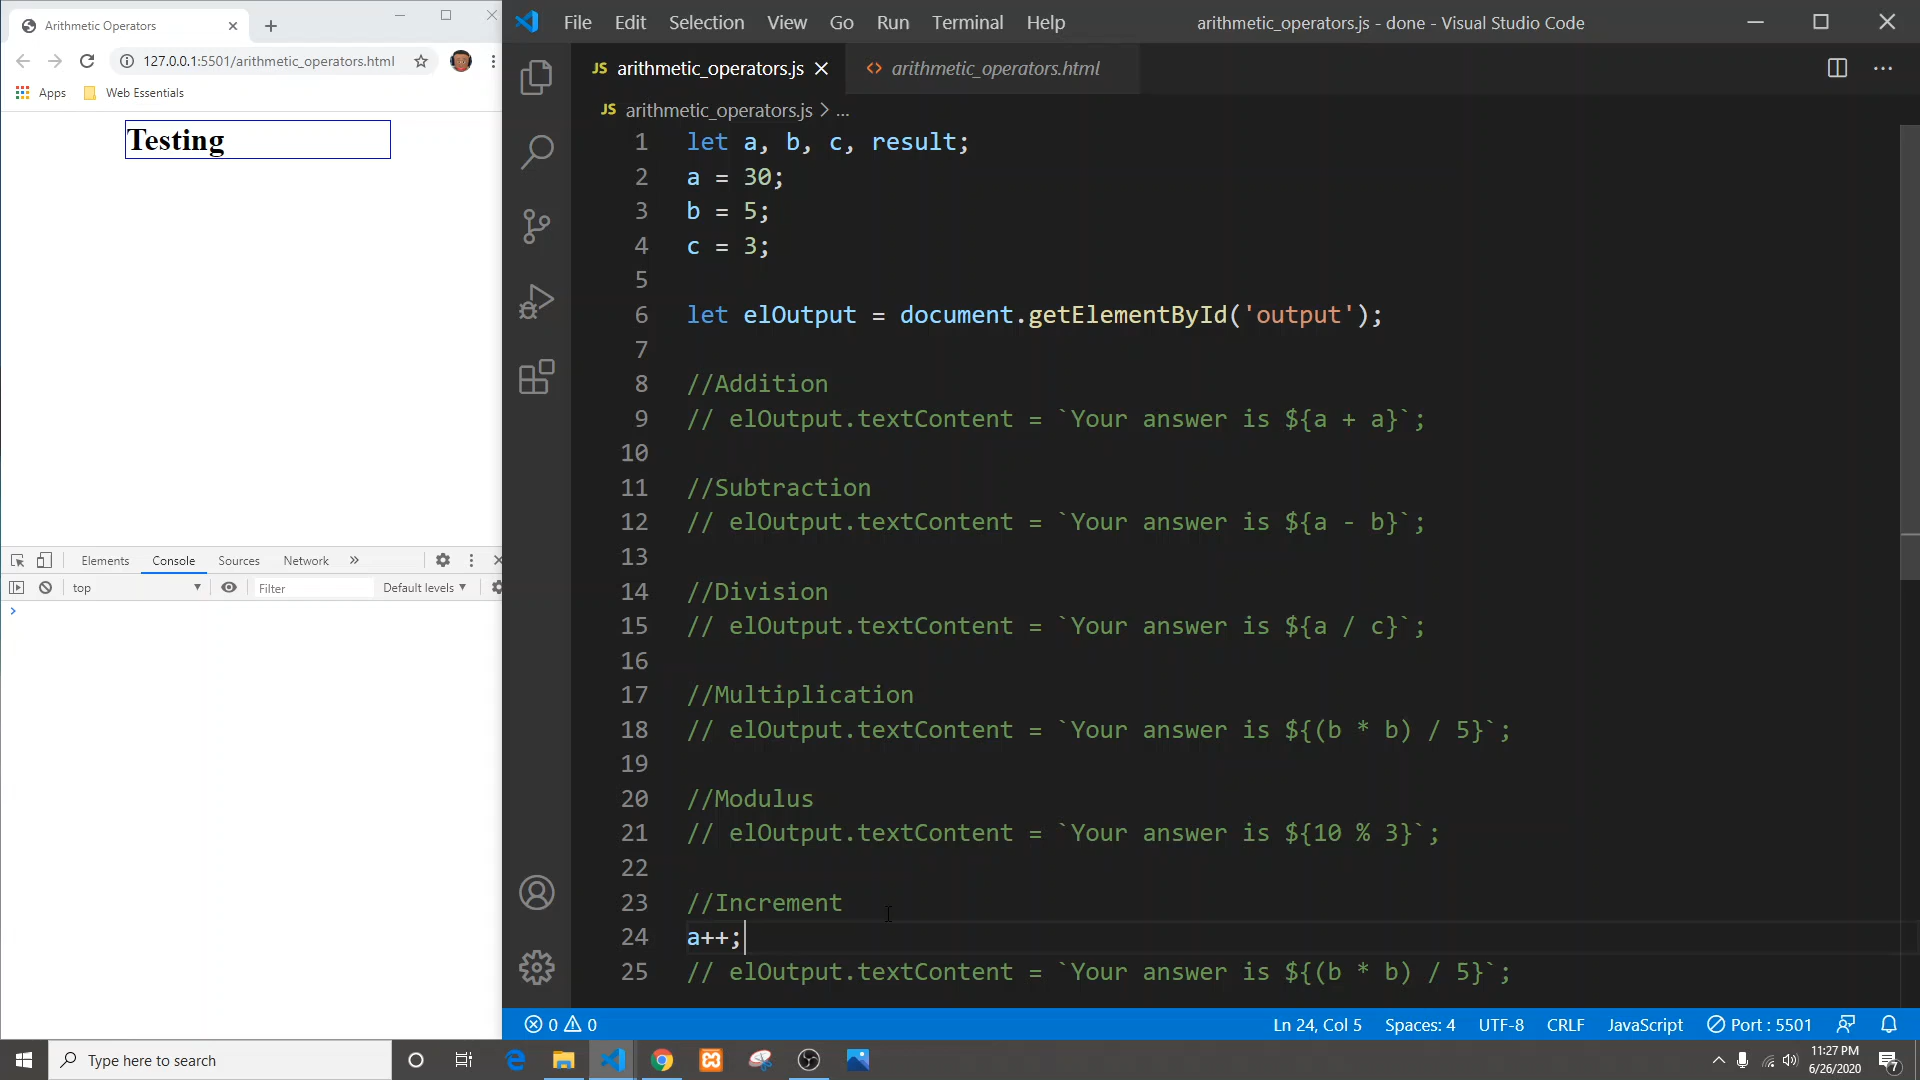 Arithmetic Operators
127.0.0.1:5501/arithmetic_operators.html
Apps
Web Essentials
Testing
Elements Console Sources Network »
top Filter Default levels
File Edit Selection View Go Run Terminal Help
arithmetic_operators.js - done - Visual Studio Code
JS arithmetic_operators.js
<> arithmetic_operators.html
JS arithmetic_operators.js > ...
1 let a, b, c, result;
2 a = 30;
3 b = 5;
4 c = 3;
5
6 let elOutput = document.getElementById('output');
7
8 //Addition
9 // elOutput.textContent = `Your answer is ${a + a}`;
10
11 //Subtraction
12 // elOutput.textContent = `Your answer is ${a - b}`;
13
14 //Division
15 // elOutput.textContent = `Your answer is ${a / c}`;
16
17 //Multiplication
18 // elOutput.textContent = `Your answer is ${(b * b) / 5}`;
19
20 //Modulus
21 // elOutput.textContent = `Your answer is ${10 % 3}`;
22
23 //Increment
24 a++;
25 // elOutput.textContent = `Your answer is ${(b * b) / 5}`;
0 0
Ln 24, Col 5 Spaces: 4 UTF-8 CRLF JavaScript Port : 5501
Type here to search
11:27 PM
6/26/2020
7